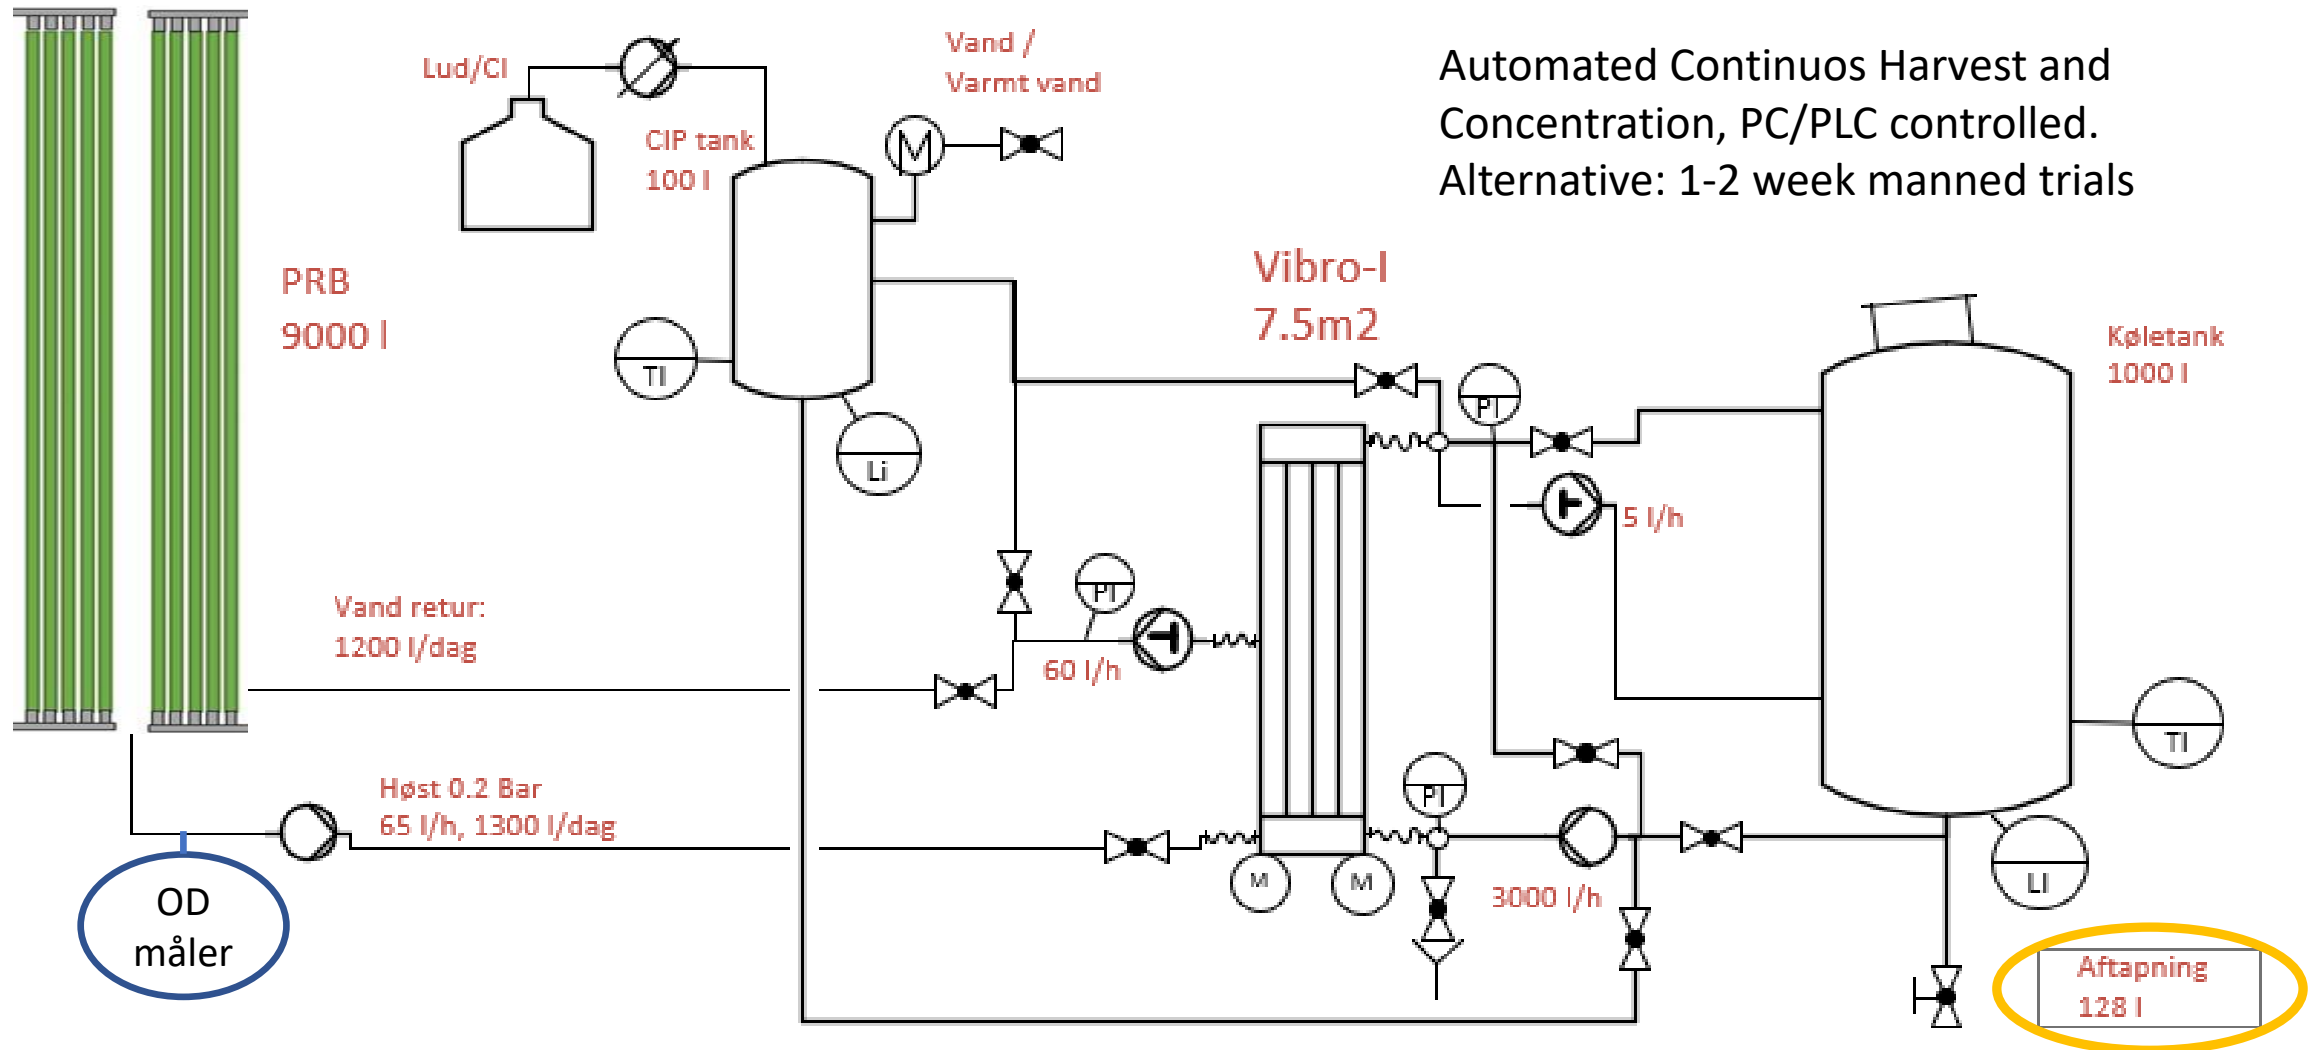 Automated Continuos Harvest and
Concentration, PC/PLC controlled.
Alternative: 1-2 week manned trials
Lud/Cl
CIP tank
100 l
Vand /
Varmt vand
M
PRB
9000 l
TI
Li
Vibro-I
7.5m2
PI
Køletank
1000 l
5 l/h
Vand retur:
1200 l/dag
PI
60 l/h
TI
Høst 0.2 Bar
65 l/h, 1300 l/dag
PI
M
M
3000 l/h
LI
OD
måler
Aftapning
128 l